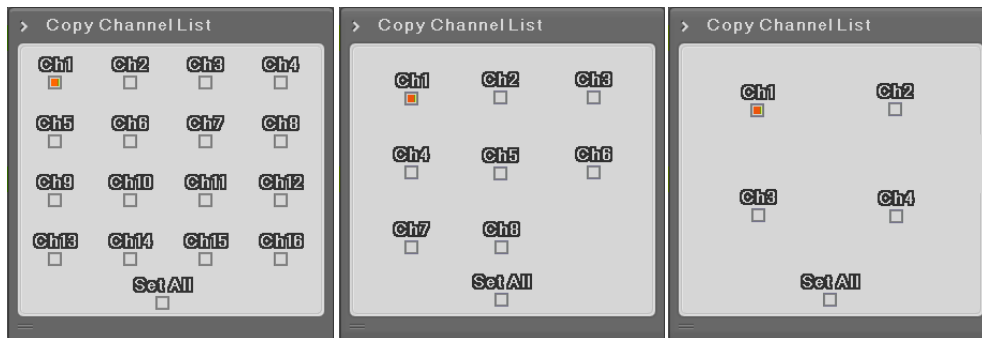 > Copy Channel List
Ch1 Ch2 Ch3 Ch4
Ch5 Ch6 Ch7 Ch8
Ch9 Ch10 Ch11 Ch12
Ch13 Ch14 Ch15 Ch16
Set All
> Copy Channel List
Ch1 Ch2 Ch3
Ch4 Ch5 Ch6
Ch7 Ch8
Set All
> Copy Channel List
Ch1 Ch2
Ch3 Ch4
Set All